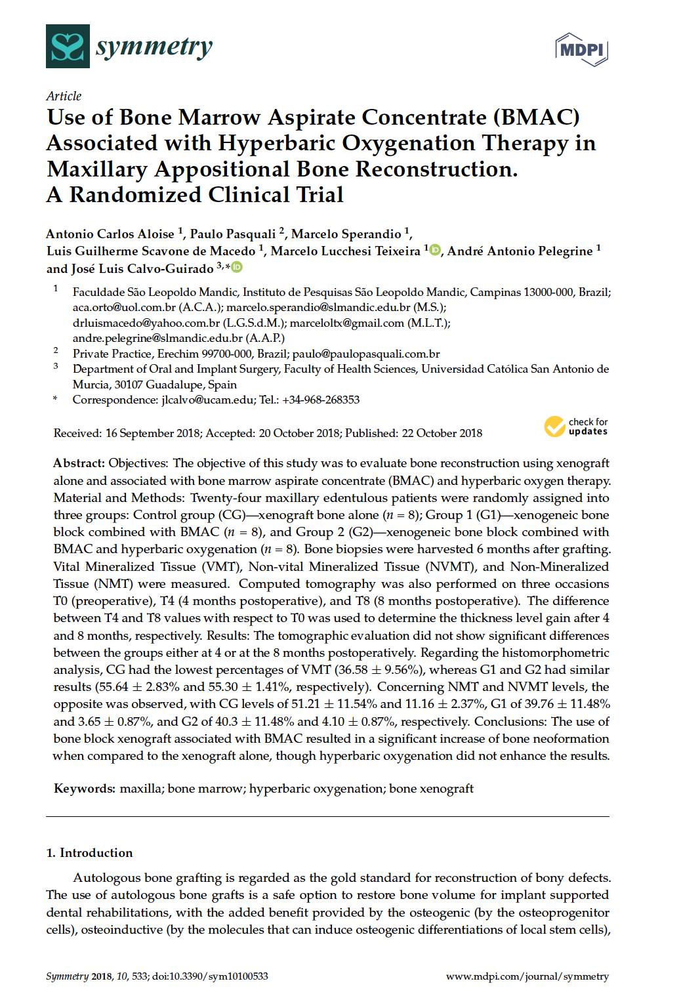 symmetry
MDPI
Article
Use of Bone Marrow Aspirate Concentrate (BMAC)
Associated with Hyperbaric Oxygenation Therapy in
Maxillary Appositional Bone Reconstruction.
A Randomized Clinical Trial
Antonio Carlos Aloise 1, Paulo Pasquali 2, Marcelo Sperandio 1,
Luis Guilherme Scavone de Macedo 1, Marcelo Lucchesi Teixeira 1 iD, André Antonio Pelegrine 1
and José Luis Calvo-Guirado 3,* iD
1 Faculdade São Leopoldo Mandic, Instituto de Pesquisas São Leopoldo Mandic, Campinas 13000-000, Brazil;
aca.orto@uol.com.br (A.C.A.); marcelo.sperandio@slmandic.edu.br (M.S.);
drluismacedo@yahoo.com.br (L.G.S.d.M.); marceloltx@gmail.com (M.L.T.);
andre.pelegrine@slmandic.edu.br (A.A.P.)
2 Private Practice, Erechim 99700-000, Brazil; paulo@paulopasquali.com.br
3 Department of Oral and Implant Surgery, Faculty of Health Sciences, Universidad Católica San Antonio de
Murcia, 30107 Guadalupe, Spain
* Correspondence: jlcalvo@ucam.edu; Tel.: +34-968-268353
check for
updates
Received: 16 September 2018; Accepted: 20 October 2018; Published: 22 October 2018
Abstract: Objectives: The objective of this study was to evaluate bone reconstruction using xenograft
alone and associated with bone marrow aspirate concentrate (BMAC) and hyperbaric oxygen therapy.
Material and Methods: Twenty-four maxillary edentulous patients were randomly assigned into
three groups: Control group (CG)—xenograft bone alone (n = 8); Group 1 (G1)—xenogeneic bone
block combined with BMAC (n = 8), and Group 2 (G2)—xenogeneic bone block combined with
BMAC and hyperbaric oxygenation (n = 8). Bone biopsies were harvested 6 months after grafting.
Vital Mineralized Tissue (VMT), Non-vital Mineralized Tissue (NVMT), and Non-Mineralized
Tissue (NMT) were measured. Computed tomography was also performed on three occasions
T0 (preoperative), T4 (4 months postoperative), and T8 (8 months postoperative). The difference
between T4 and T8 values with respect to T0 was used to determine the thickness level gain after 4
and 8 months, respectively. Results: The tomographic evaluation did not show significant differences
between the groups either at 4 or at the 8 months postoperatively. Regarding the histomorphometric
analysis, CG had the lowest percentages of VMT (36.58 ± 9.56%), whereas G1 and G2 had similar
results (55.64 ± 2.83% and 55.30 ± 1.41%, respectively). Concerning NMT and NVMT levels, the
opposite was observed, with CG levels of 51.21 ± 11.54% and 11.16 ± 2.37%, G1 of 39.76 ± 11.48%
and 3.65 ± 0.87%, and G2 of 40.3 ± 11.48% and 4.10 ± 0.87%, respectively. Conclusions: The use of
bone block xenograft associated with BMAC resulted in a significant increase of bone neoformation
when compared to the xenograft alone, though hyperbaric oxygenation did not enhance the results.
Keywords: maxilla; bone marrow; hyperbaric oxygenation; bone xenograft
1. Introduction
Autologous bone grafting is regarded as the gold standard for reconstruction of bony defects.
The use of autologous bone grafts is a safe option to restore bone volume for implant supported
dental rehabilitations, with the added benefit provided by the osteogenic (by the osteoprogenitor
cells), osteoinductive (by the molecules that can induce osteogenic differentiations of local stem cells),
Symmetry 2018, 10, 533; doi:10.3390/sym10100533
www.mdpi.com/journal/symmetry